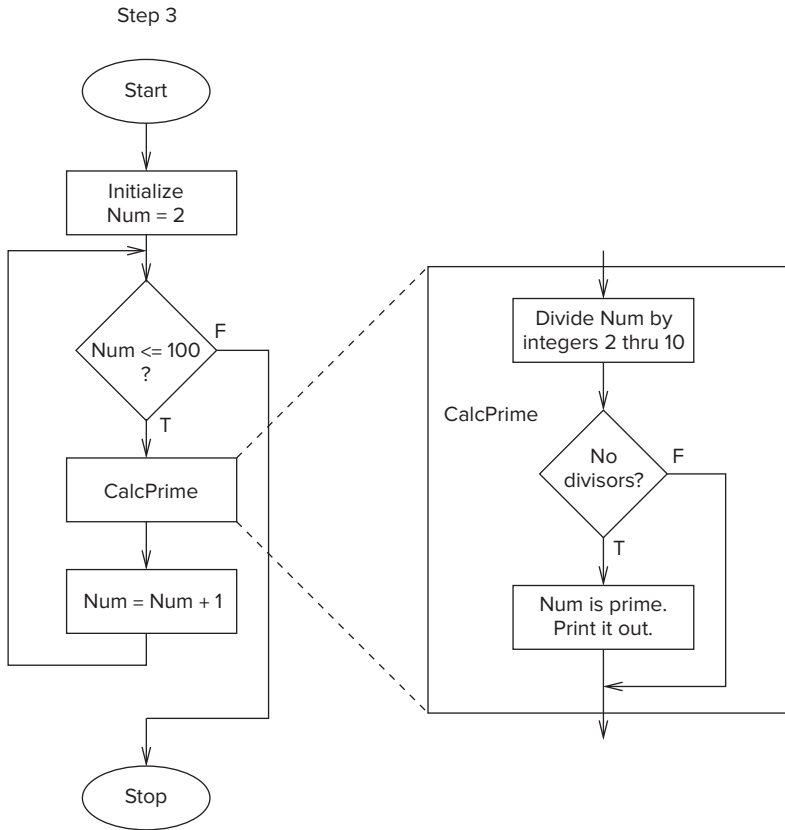 Step 3
Start
Initialize
Num = 2
Num <= 100
?
F
T
CalcPrime
Num = Num + 1
Stop
Divide Num by
integers 2 thru 10
CalcPrime
No
divisors?
F
T
Num is prime.
Print it out.